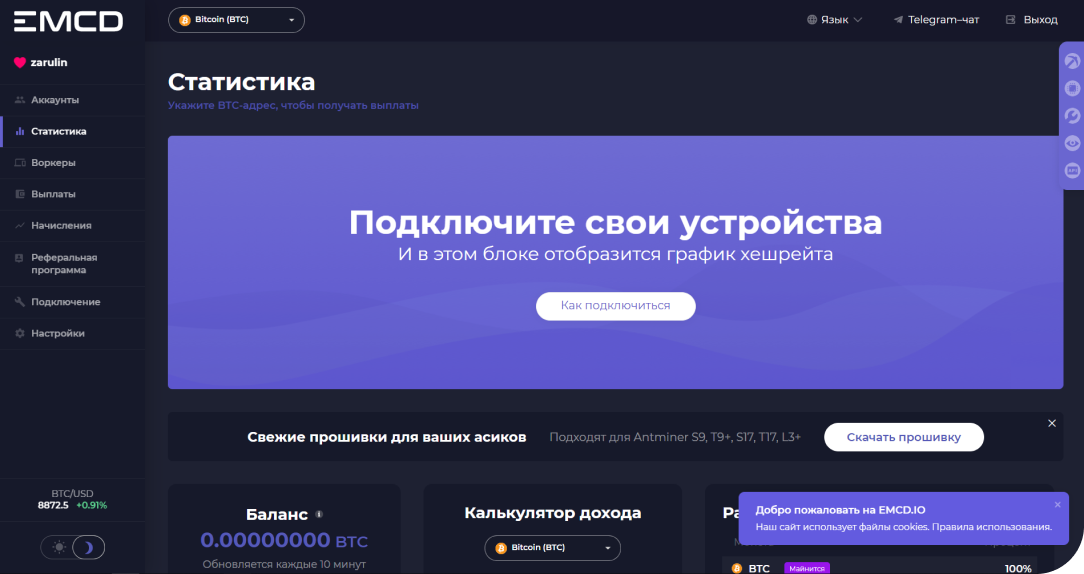 EMCD
Bitcoin (BTC)
Язык
Telegram–чат
Выход
zarulin
Аккаунты
Статистика
Воркеры
Выплаты
Начисления
Реферальная
программа
Подключение
Настройки
BTC/USD
8872.5 +0.91%
Статистика
Укажите BTC-адрес, чтобы получать выплаты
Подключите свои устройства
И в этом блоке отобразится график хешрейта
Как подключиться
Свежие прошивки для ваших асиков
Подходят для Antminer S9, T9+, S17, T17, L3+
Скачать прошивку
Баланс
0.00000000 BTC
Обновляется каждые 10 минут
Калькулятор дохода
Bitcoin (BTC)
Добро пожаловать на EMCD.IO
Наш сайт использует файлы cookies. Правила использования.
BTC
Майнится
100%